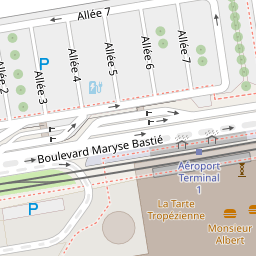 Allée 7
Allée 2
Allée 3
Allée 4
Allée 5
Allée 6
Allée 7
P
Boulevard Maryse Bastié
Aéroport
Terminal
1
P
La Tarte
Tropézienne
Monsieur
Albert